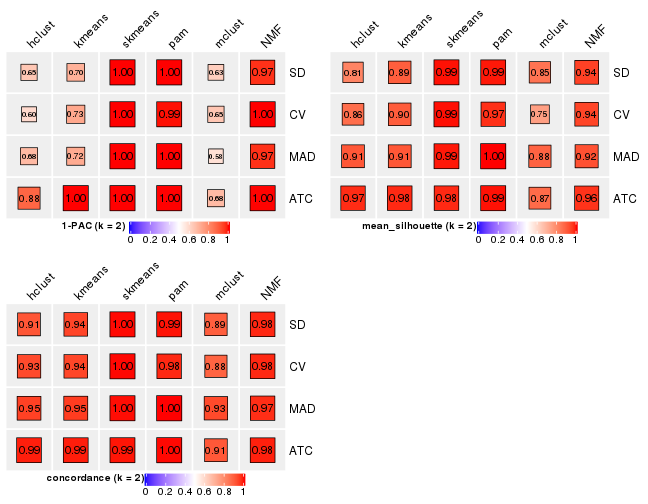 hclust kmeans skmeans pam mclust NMF
0.65 0.70 1.00 1.00 0.63 0.97 SD
0.60 0.73 1.00 0.99 0.65 1.00 CV
0.68 0.72 1.00 1.00 0.58 0.97 MAD
0.88 1.00 1.00 1.00 0.68 1.00 ATC
1-PAC (k = 2)
0 0.2 0.4 0.6 0.8 1
hclust kmeans skmeans pam mclust NMF
0.81 0.89 0.99 0.99 0.85 0.94 SD
0.86 0.90 0.99 0.97 0.75 0.94 CV
0.91 0.91 0.99 1.00 0.88 0.92 MAD
0.97 0.98 0.98 0.99 0.87 0.96 ATC
mean_silhouette (k = 2)
0 0.2 0.4 0.6 0.8 1
hclust kmeans skmeans pam mclust NMF
0.91 0.94 1.00 0.99 0.89 0.98 SD
0.93 0.94 1.00 0.98 0.88 0.98 CV
0.95 0.95 1.00 1.00 0.93 0.97 MAD
0.99 0.99 0.99 1.00 0.91 0.98 ATC
concordance (k = 2)
0 0.2 0.4 0.6 0.8 1